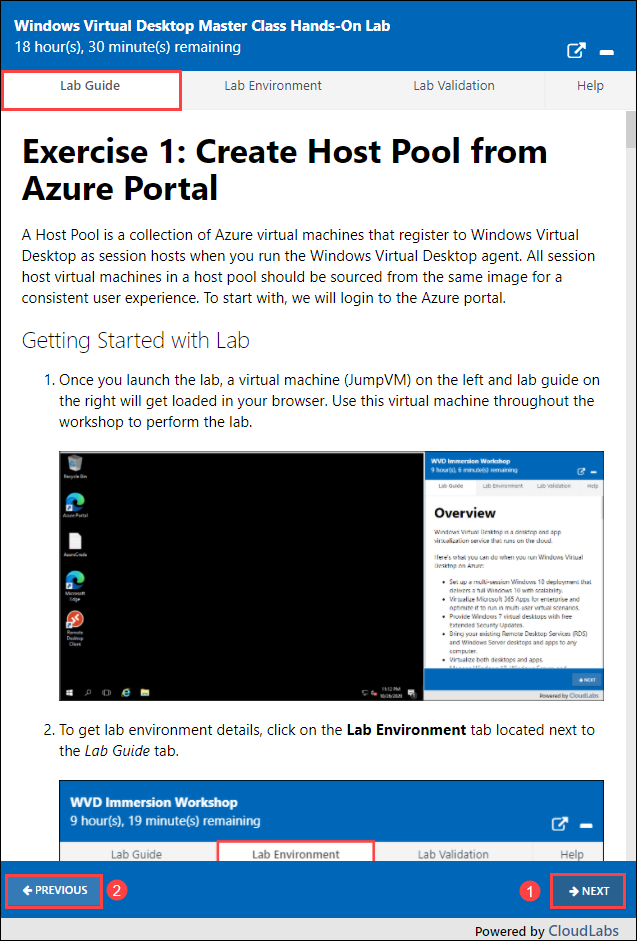 Windows Virtual Desktop Master Class Hands-On Lab
18 hour(s), 30 minute(s) remaining
Lab Guide
Lab Environment
Lab Validation
Help
Exercise 1: Create Host Pool from
Azure Portal
A Host Pool is a collection of Azure virtual machines that register to Windows Virtual
Desktop as session hosts when you run the Windows Virtual Desktop agent. All session
host virtual machines in a host pool should be sourced from the same image for a
consistent user experience. To start with, we will login to the Azure portal.
Getting Started with Lab
1. Once you launch the lab, a virtual machine (JumpVM) on the left and lab guide on
the right will get loaded in your browser. Use this virtual machine throughout the
workshop to perform the lab.
Recycle Bin
Azure Portal
AzureCreds
Microsoft
Edge
Remote
Desktop
11:12 PM
10/26/2020
WVD Immersion Workshop
9 hour(s), 6 minute(s) remaining
Lab Guide
Lab Environment
Lab Validation
Help
Overview
Windows Virtual Desktop is a desktop and app
virtualization service that runs on the cloud.
Here's what you can do when you run Windows Virtual
Desktop on Azure:
• Set up a multi-session Windows 10 deployment that
delivers a full Windows 10 with scalability.
• Virtualize Microsoft 365 Apps for enterprise and
optimize it to run in multi-user virtual scenarios.
• Provide Windows 7 virtual desktops with free
Extended Security Updates.
• Bring your existing Remote Desktop Services (RDS)
and Windows Server desktops and apps to any
computer.
• Virtualize both desktops and apps.
NEXT
Powered by CloudLabs
2. To get lab environment details, click on the Lab Environment tab located next to
the Lab Guide tab.
WVD Immersion Workshop
9 hour(s), 19 minute(s) remaining
Lab Guide
Lab Environment
Lab Validation
Help
PREVIOUS
2
1
NEXT
Powered by CloudLabs